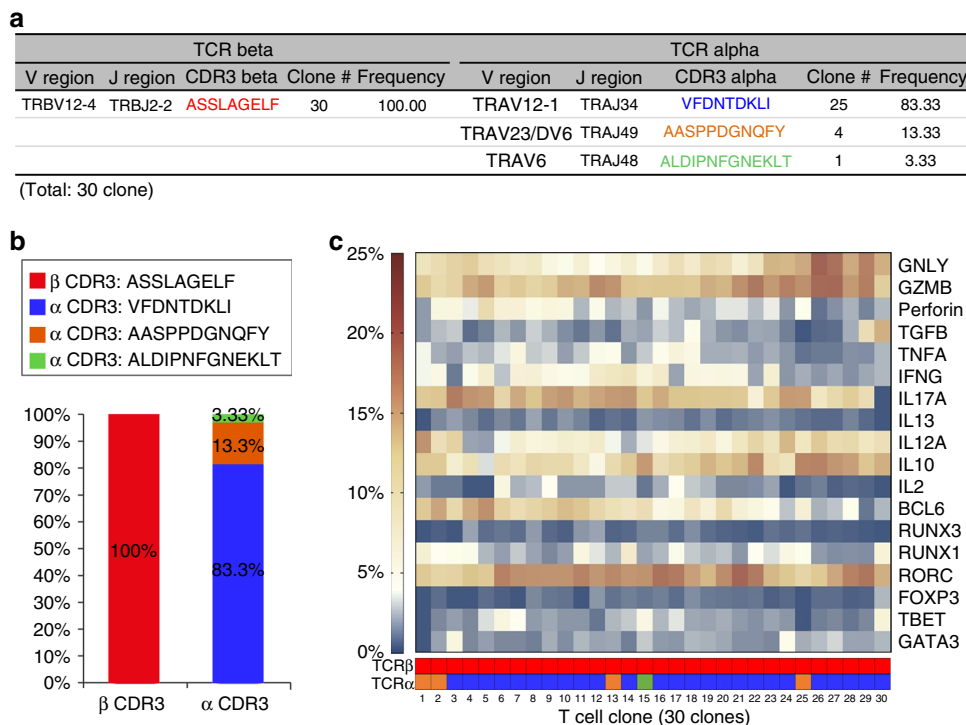 a
TCR beta TCR alpha
V region J region CDR3 beta Clone # Frequency V region J region CDR3 alpha Clone # Frequency
TRBV12-4 TRBJ2-2 ASSLAGELF 30 100.00 TRAV12-1 TRAJ34 VFDNTDKLI 25 83.33
TRAV23/DV6 TRAJ49 AASPPDGNQFY 4 13.33
TRAV6 TRAJ48 ALDIPNFGNEKLT 1 3.33
(Total: 30 clone)
b
β CDR3: ASSLAGELF
α CDR3: VFDNTDKLI
α CDR3: AASPPDGNQFY
α CDR3: ALDIPNFGNEKLT
100%
90%
80%
70%
60%
50%
40%
30%
20%
10%
0%
100%
3.33%
13.3%
83.3%
β CDR3 α CDR3
c
25%
20%
15%
10%
5%
0%
GNLY
GZMB
Perforin
TGFB
TNFA
IFNG
IL17A
IL13
IL12A
IL10
IL2
BCL6
RUNX3
RUNX1
RORC
FOXP3
TBET
GATA3
TCRβ
TCRα
1 2 3 4 5 6 7 8 9 10 11 12 13 14 15 16 17 18 19 20 21 22 23 24 25 26 27 28 29 30
T cell clone (30 clones)